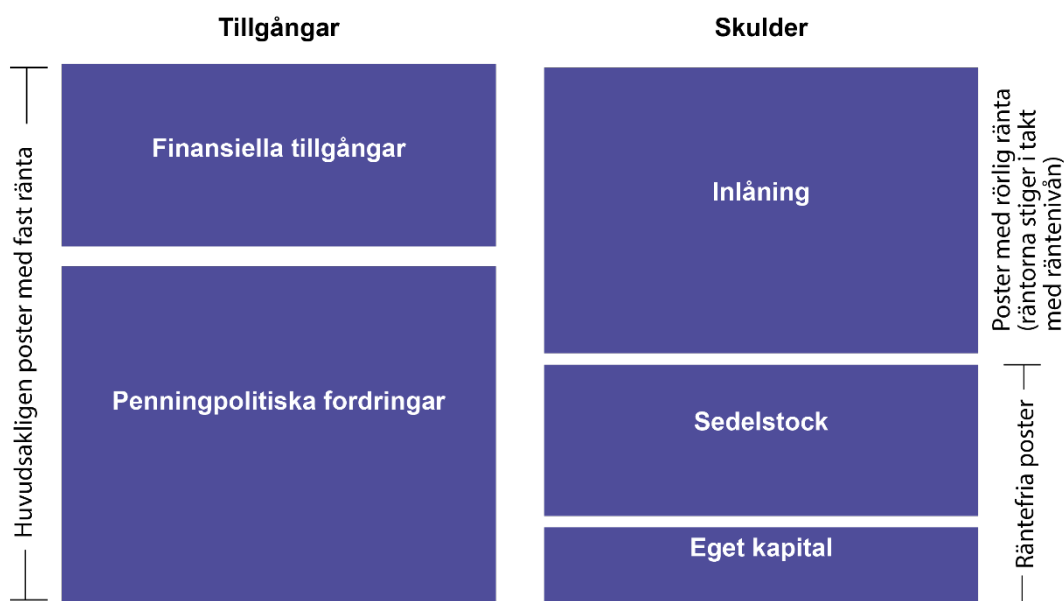 Tillgångar
Skulder
Huvudsakligen poster med fast ränta
Finansiella tillgångar
Penningpolitiska fordringar
Inlåning
Sedelstock
Eget kapital
Poster med rörlig ränta
(räntorna stiger i takt
med räntenivån)
Räntefria poster